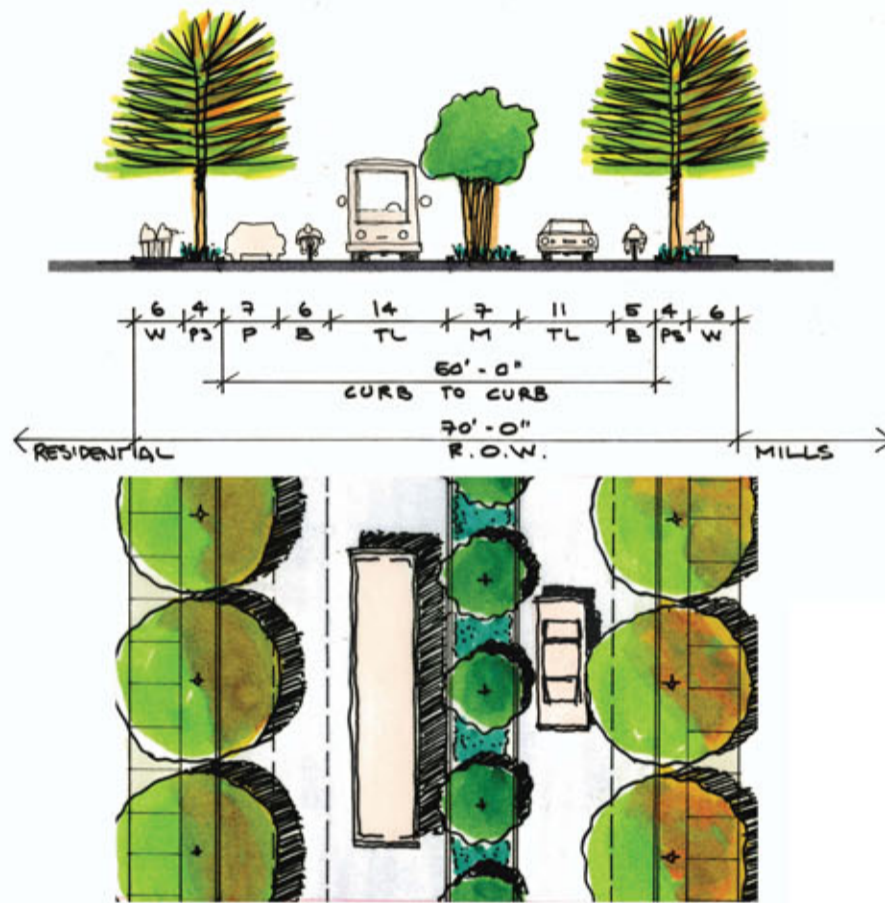 6 4 7 6 14 7 11 5 4 6
W PS P B TL M TL B PS W
50'-0"
CURB TO CURB
70'-0"
RESIDENTIAL R.O.W. MILLS